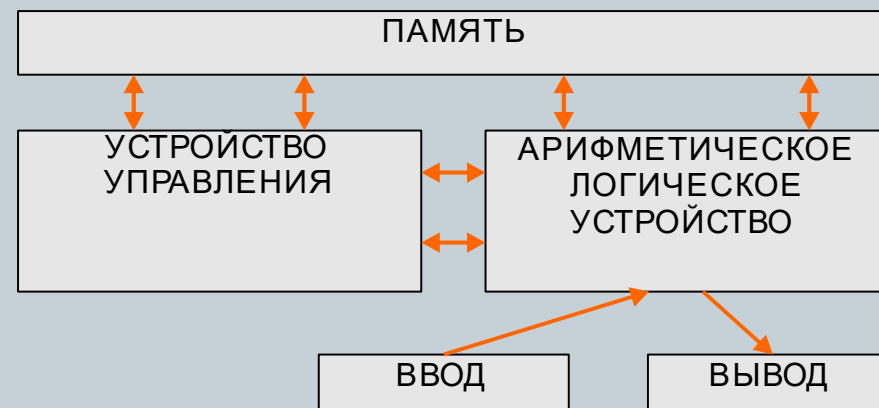 ПАМЯТЬ
УСТРОЙСТВО
УПРАВЛЕНИЯ
АРИФМЕТИЧЕСКОЕ
ЛОГИЧЕСКОЕ
УСТРОЙСТВО
ВВОД
ВЫВОД